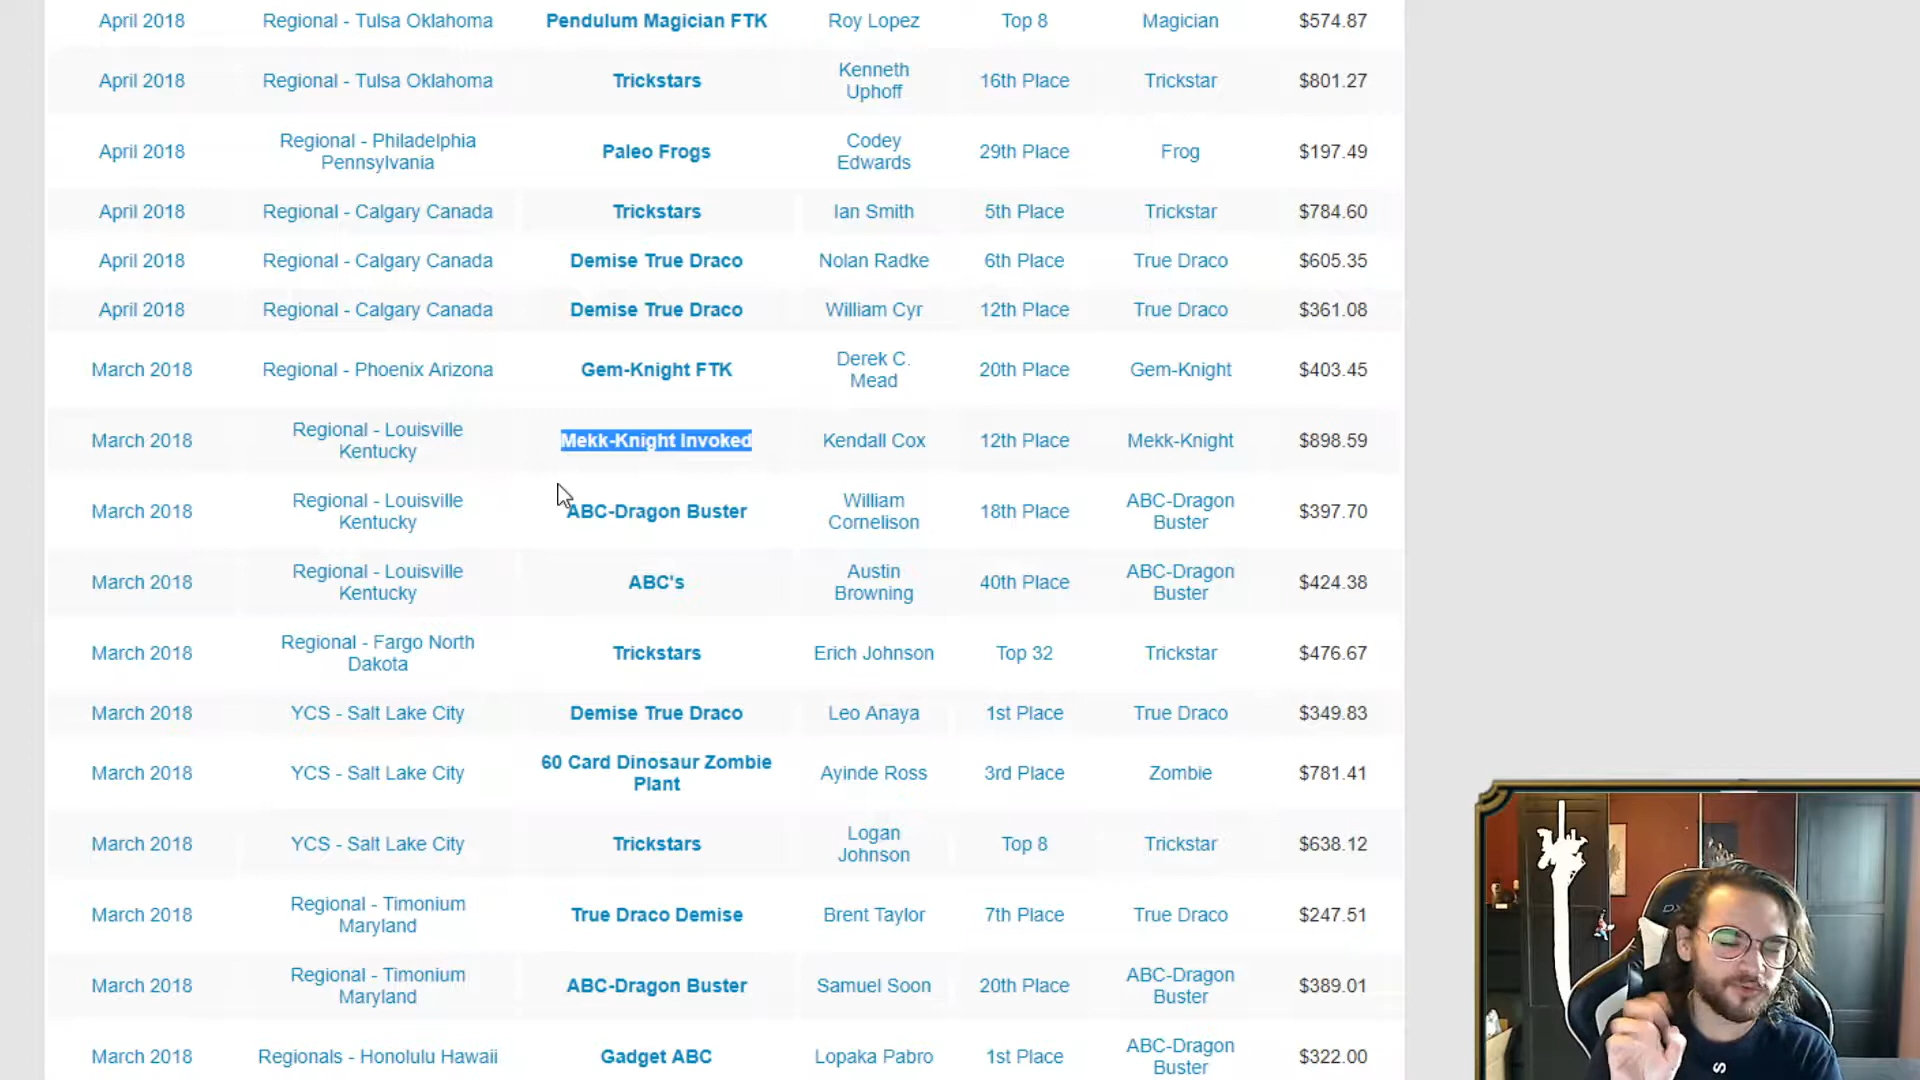 April 2018 Regional - Tulsa Oklahoma Pendulum Magician FTK Roy Lopez Top 8 Magician $574.87
April 2018 Regional - Tulsa Oklahoma Trickstars Kenneth Uphoff 16th Place Trickstar $801.27
April 2018 Regional - Philadelphia Pennsylvania Paleo Frogs Codey Edwards 29th Place Frog $197.49
April 2018 Regional - Calgary Canada Trickstars Ian Smith 5th Place Trickstar $784.60
April 2018 Regional - Calgary Canada Demise True Draco Nolan Radke 6th Place True Draco $605.35
April 2018 Regional - Calgary Canada Demise True Draco William Cyr 12th Place True Draco $361.08
March 2018 Regional - Phoenix Arizona Gem-Knight FTK Derek C. Mead 20th Place Gem-Knight $403.45
March 2018 Regional - Louisville Kentucky Mekk-Knight Invoked Kendall Cox 12th Place Mekk-Knight $898.59
March 2018 Regional - Louisville Kentucky ABC-Dragon Buster William Cornelison 18th Place ABC-Dragon Buster $397.70
March 2018 Regional - Louisville Kentucky ABC's Austin Browning 40th Place ABC-Dragon Buster $424.38
March 2018 Regional - Fargo North Dakota Trickstars Erich Johnson Top 32 Trickstar $476.67
March 2018 YCS - Salt Lake City Demise True Draco Leo Anaya 1st Place True Draco $349.83
March 2018 YCS - Salt Lake City 60 Card Dinosaur Zombie Plant Ayinde Ross 3rd Place Zombie $781.41
March 2018 YCS - Salt Lake City Trickstars Logan Johnson Top 8 Trickstar $638.12
March 2018 Regional - Timonium Maryland True Draco Demise Brent Taylor 7th Place True Draco $247.51
March 2018 Regional - Timonium Maryland ABC-Dragon Buster Samuel Soon 20th Place ABC-Dragon Buster $389.01
March 2018 Regionals - Honolulu Hawaii Gadget ABC Lopaka Pabro 1st Place ABC-Dragon Buster $322.00